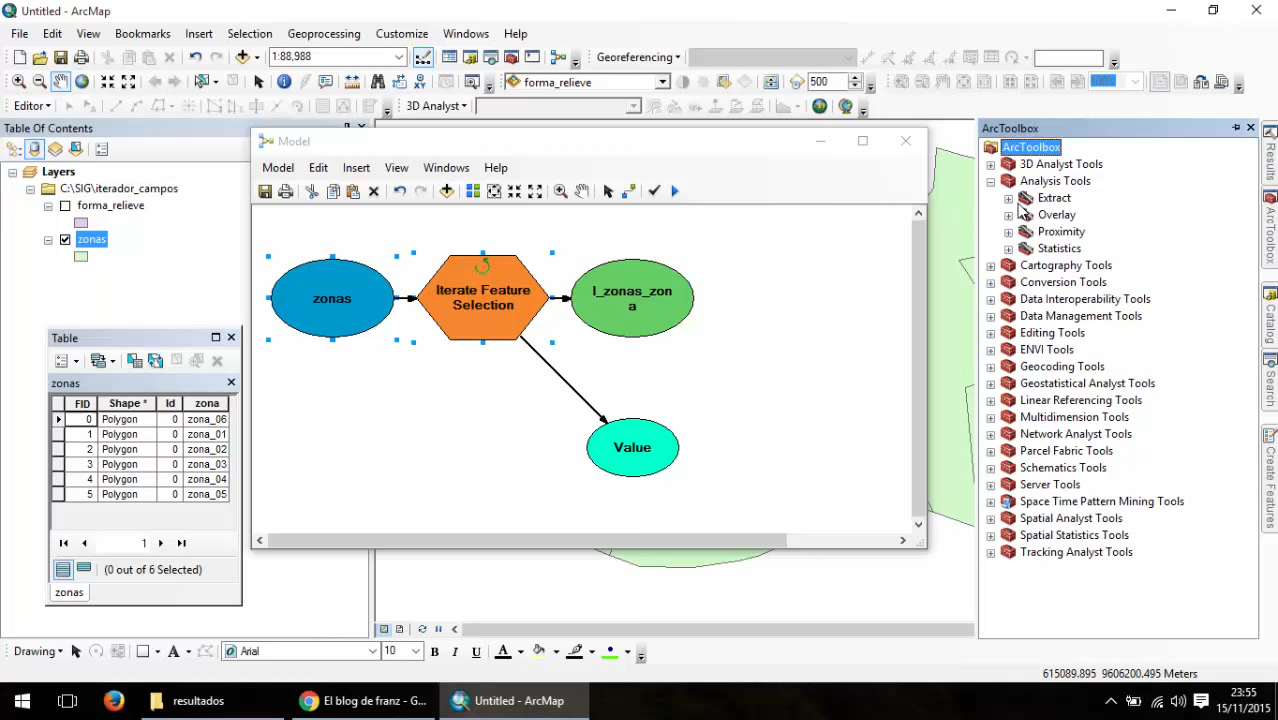 Untitled - ArcMap
File Edit View Bookmarks Insert Selection Geoprocessing Customize Windows Help
1:88,988 Georeferencing
forma_relieve 500
Editor 3D Analyst
Table Of Contents
Layers
C:\SIG\iterador_campos
forma_relieve
zonas
Model
Model Edit Insert View Windows Help
zonas
Iterate Feature
Selection
I_zonas_zon
a
Value
Table
zonas
FID Shape * Id zona
0 Polygon 0 zona_06
1 Polygon 0 zona_01
2 Polygon 0 zona_02
3 Polygon 0 zona_03
4 Polygon 0 zona_04
5 Polygon 0 zona_05
1
(0 out of 6 Selected)
zonas
ArcToolbox
ArcToolbox
3D Analyst Tools
Analysis Tools
Extract
Overlay
Proximity
Statistics
Cartography Tools
Conversion Tools
Data Interoperability Tools
Data Management Tools
Editing Tools
ENVI Tools
Geocoding Tools
Geostatistical Analyst Tools
Linear Referencing Tools
Multidimension Tools
Network Analyst Tools
Parcel Fabric Tools
Schematics Tools
Server Tools
Space Time Pattern Mining Tools
Spatial Analyst Tools
Spatial Statistics Tools
Tracking Analyst Tools
Results
ArcToolbox
Catalog
Search
Create Features
Drawing Arial 10 B I U A
615089.895 9606200.495 Meters
resultados El blog de franz - G... Untitled - ArcMap
23:55
15/11/2015